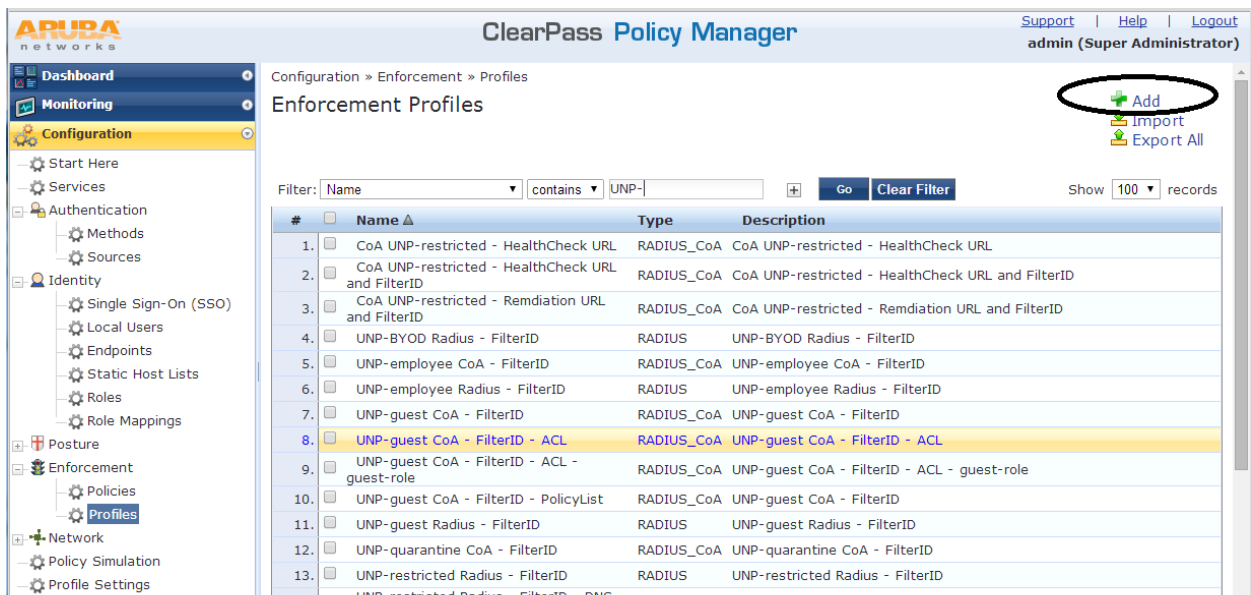 ARUBA
networks
ClearPass Policy Manager
Support | Help | Logout
admin (Super Administrator)
Dashboard
Monitoring
Configuration
Start Here
Services
Authentication
Methods
Sources
Identity
Single Sign-On (SSO)
Local Users
Endpoints
Static Host Lists
Roles
Role Mappings
Posture
Enforcement
Policies
Profiles
Network
Policy Simulation
Profile Settings
Configuration » Enforcement » Profiles
Enforcement Profiles
Add
Import
Export All
Filter: Name contains UNP- Go Clear Filter Show 100 records
# Name Type Description
1. CoA UNP-restricted - HealthCheck URL RADIUS_CoA CoA UNP-restricted - HealthCheck URL
2. CoA UNP-restricted - HealthCheck URL and FilterID RADIUS_CoA CoA UNP-restricted - HealthCheck URL and FilterID
3. CoA UNP-restricted - Remdiation URL and FilterID RADIUS_CoA CoA UNP-restricted - Remdiation URL and FilterID
4. UNP-BYOD Radius - FilterID RADIUS UNP-BYOD Radius - FilterID
5. UNP-employee CoA - FilterID RADIUS_CoA UNP-employee CoA - FilterID
6. UNP-employee Radius - FilterID RADIUS UNP-employee Radius - FilterID
7. UNP-guest CoA - FilterID RADIUS_CoA UNP-guest CoA - FilterID
8. UNP-guest CoA - FilterID - ACL RADIUS_CoA UNP-guest CoA - FilterID - ACL
9. UNP-guest CoA - FilterID - ACL - guest-role RADIUS_CoA UNP-guest CoA - FilterID - ACL - guest-role
10. UNP-guest CoA - FilterID - PolicyList RADIUS_CoA UNP-guest CoA - FilterID
11. UNP-guest Radius - FilterID RADIUS UNP-guest Radius - FilterID
12. UNP-quarantine CoA - FilterID RADIUS_CoA UNP-quarantine CoA - FilterID
13. UNP-restricted Radius - FilterID RADIUS UNP-restricted Radius - FilterID